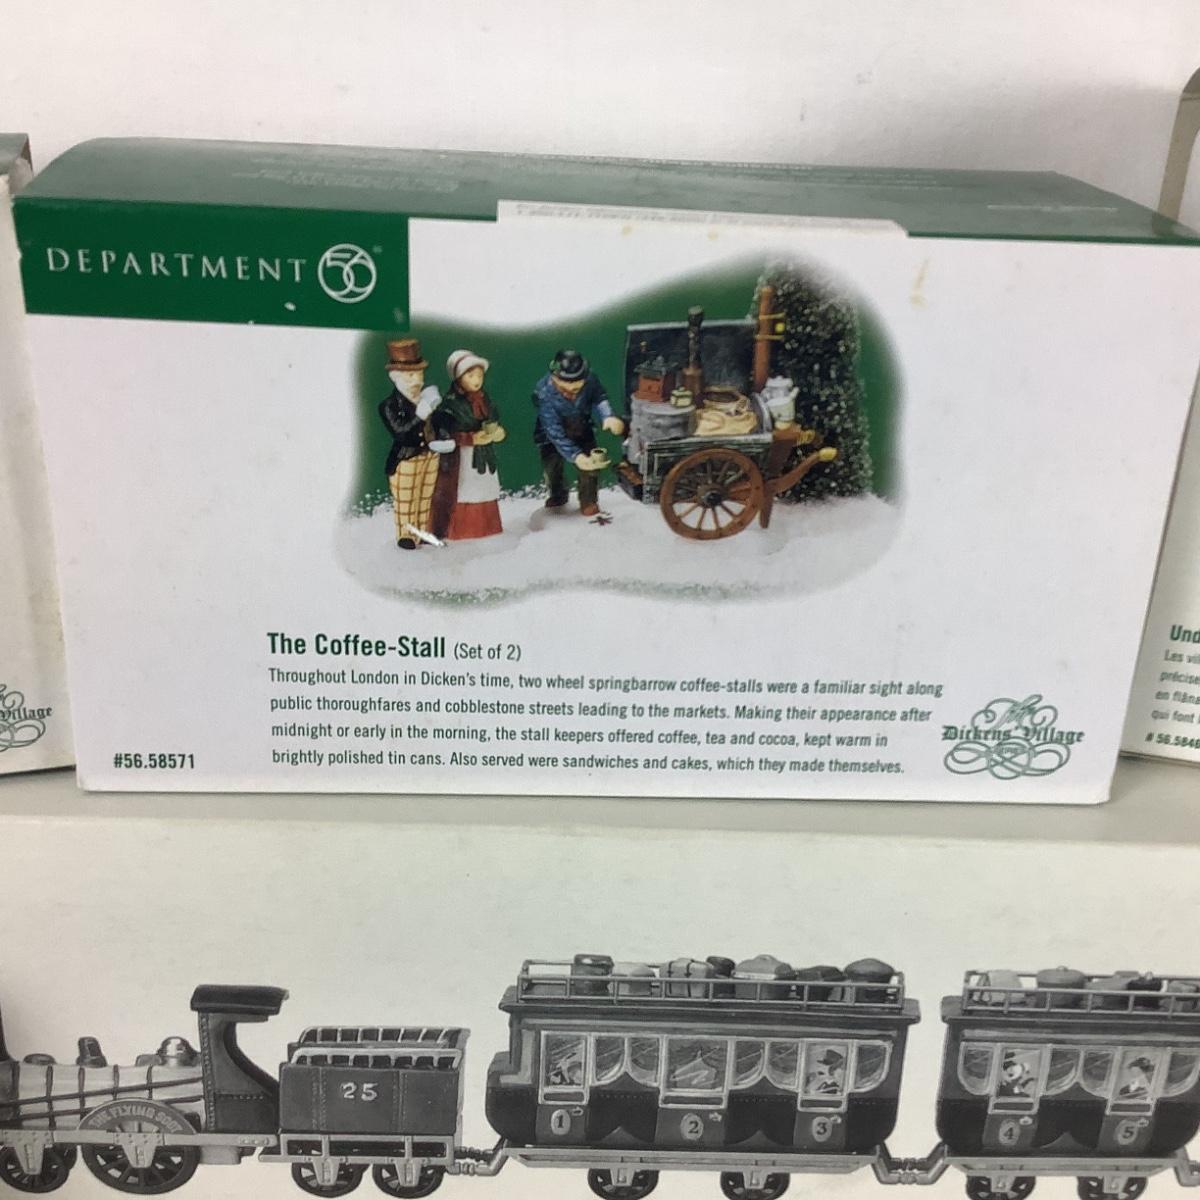 DEPARTMENT 56
The Coffee-Stall (Set of 2)
Throughout London in Dicken's time, two wheel springbarrow coffee-stalls were a familiar sight along
public thoroughfares and cobblestone streets leading to the markets. Making their appearance after
midnight or early in the morning, the stall keepers offered coffee, tea and cocoa, kept warm in
brightly polished tin cans. Also served were sandwiches and cakes, which they made themselves.
#56.58571
Dickens' Village
Village
Und
Les vi
précise
en flân
qui font
# 56.5846
THE FLYING SCOT
25
1 2 3 4 5